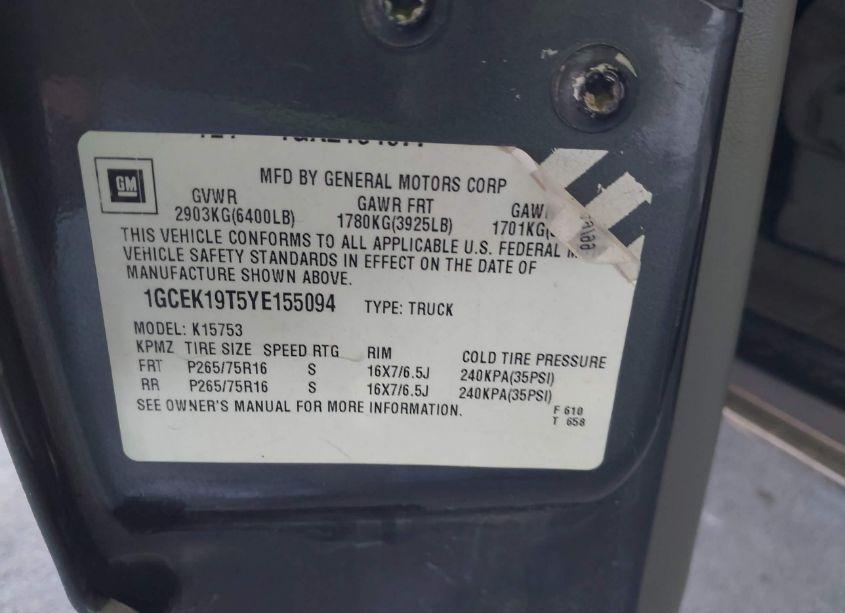 GM
MFD BY GENERAL MOTORS CORP
GVWR GAWR FRT
2903KG(6400LB) 1780KG(3925LB) 1701KG(
THIS VEHICLE CONFORMS TO ALL APPLICABLE U.S. FEDERAL
VEHICLE SAFETY STANDARDS IN EFFECT ON THE DATE OF
MANUFACTURE SHOWN ABOVE.
1GCEK19T5YE155094 TYPE: TRUCK
MODEL: K15753
KPMZ TIRE SIZE SPEED RTG RIM COLD TIRE PRESSURE
FRT P265/75R16 S 16X7/6.5J 240KPA(35PSI)
RR P265/75R16 S 16X7/6.5J 240KPA(35PSI)
SEE OWNER'S MANUAL FOR MORE INFORMATION.
F 610
T 658